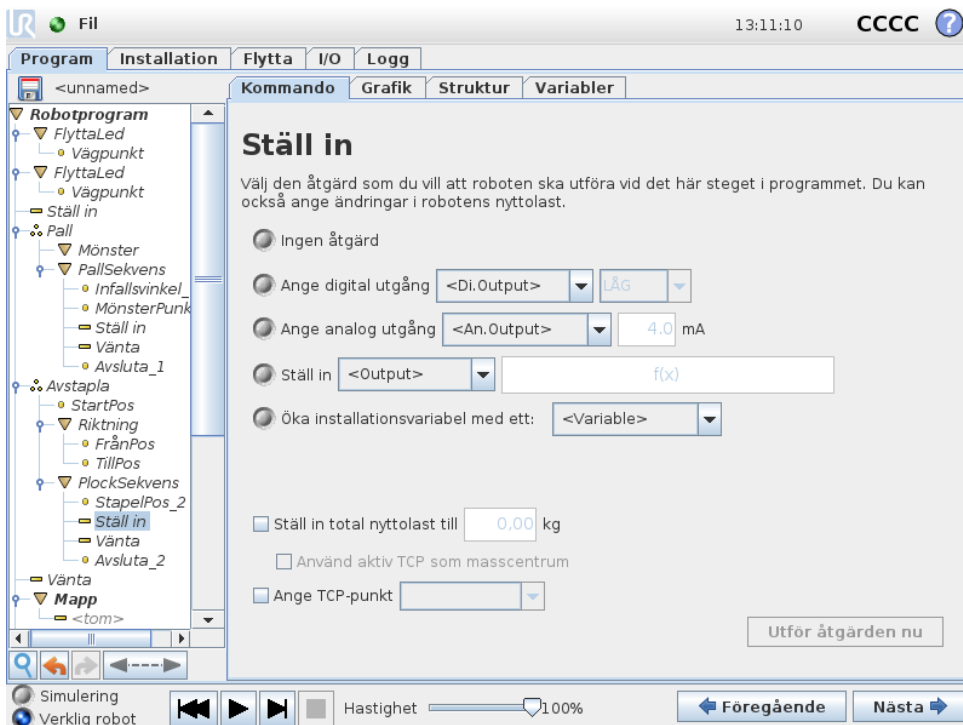 UR Fil 13:11:10 CCCC ?
Program Installation Flytta I/O Logg
<unnamed>
Kommando Grafik Struktur Variabler
Robotprogram
FlyttaLed
Vägpunkt
FlyttaLed
Vägpunkt
Ställ in
Pall
Mönster
PallSekvens
Infallsvinkel_
MönsterPunk
Ställ in
Vänta
Avsluta_1
Avstapla
StartPos
Riktning
FrånPos
TillPos
PlockSekvens
StapelPos_2
Ställ in
Vänta
Avsluta_2
Vänta
Mapp
<tom>
Ställ in
Välj den åtgärd som du vill att roboten ska utföra vid det här steget i programmet. Du kan
också ange ändringar i robotens nyttolast.
Ingen åtgärd
Ange digital utgång <Di.Output> LÅG
Ange analog utgång <An.Output> 4.0 mA
Ställ in <Output> f(x)
Öka installationsvariabel med ett: <Variable>
Ställ in total nyttolast till 0,00 kg
Använd aktiv TCP som masscentrum
Ange TCP-punkt
Utför åtgärden nu
Simulering
Verklig robot
Hastighet 100%
Föregående Nästa